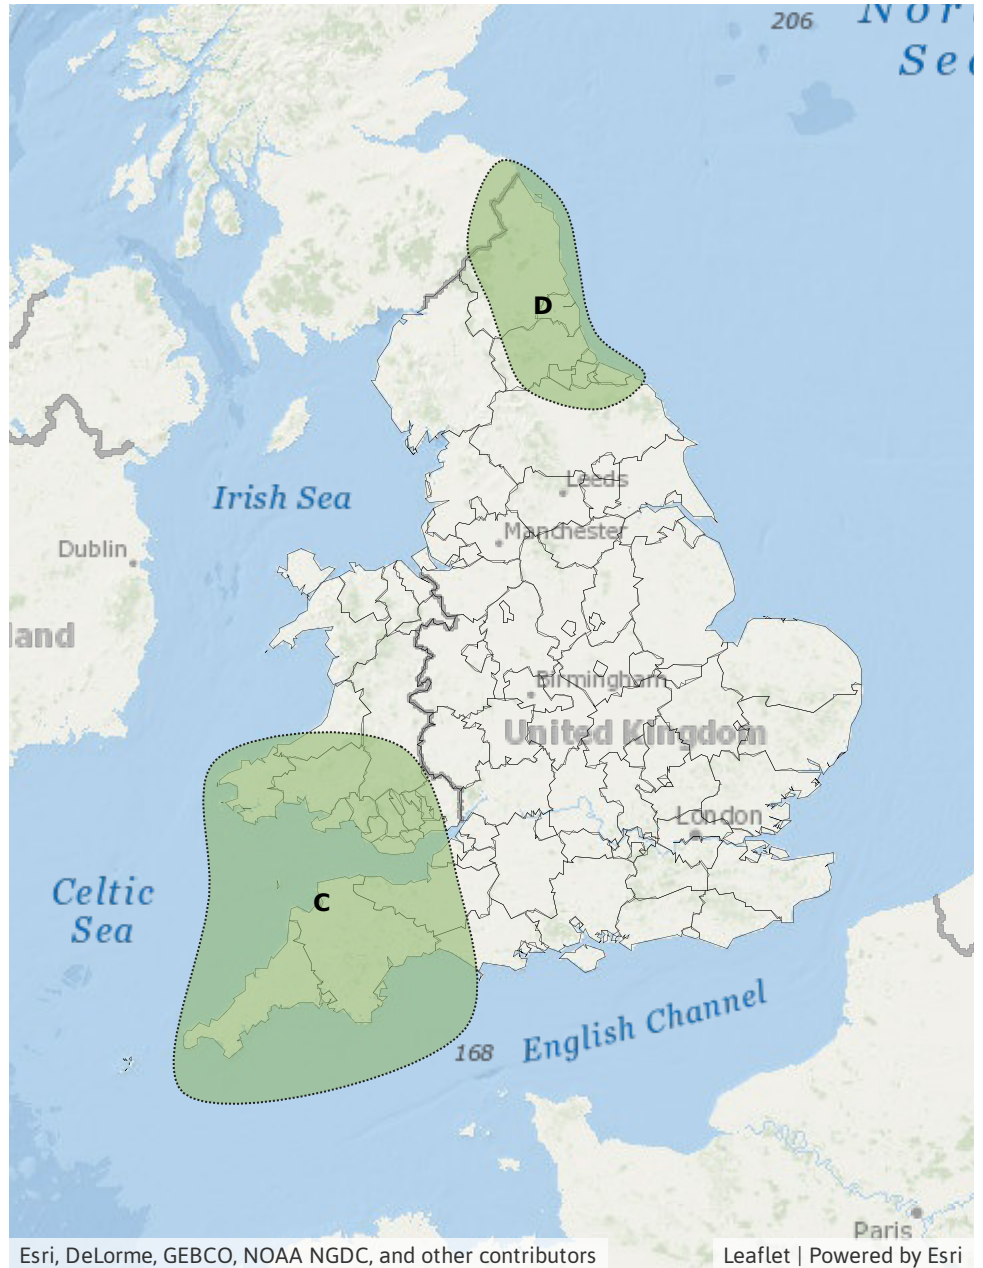 206
Nor
Sea
D
Irish Sea
Leeds
Manchester
Dublin
land
Birmingham
United Kingdom
London
Celtic
Sea
C
English Channel
168
Paris
Esri, DeLorme, GEBCO, NOAA NGDC, and other contributors
Leaflet | Powered by Esri